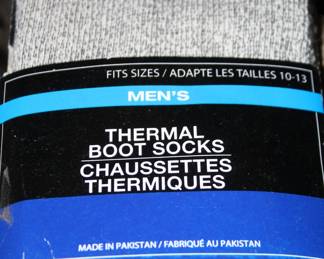 FITS SIZES / ADAPTE LES TAILLES 10-13
MEN'S
THERMAL
BOOT SOCKS
CHAUSSETTES
THERMIQUES
MADE IN PAKISTAN / FABRIQUÉ AU PAKISTAN